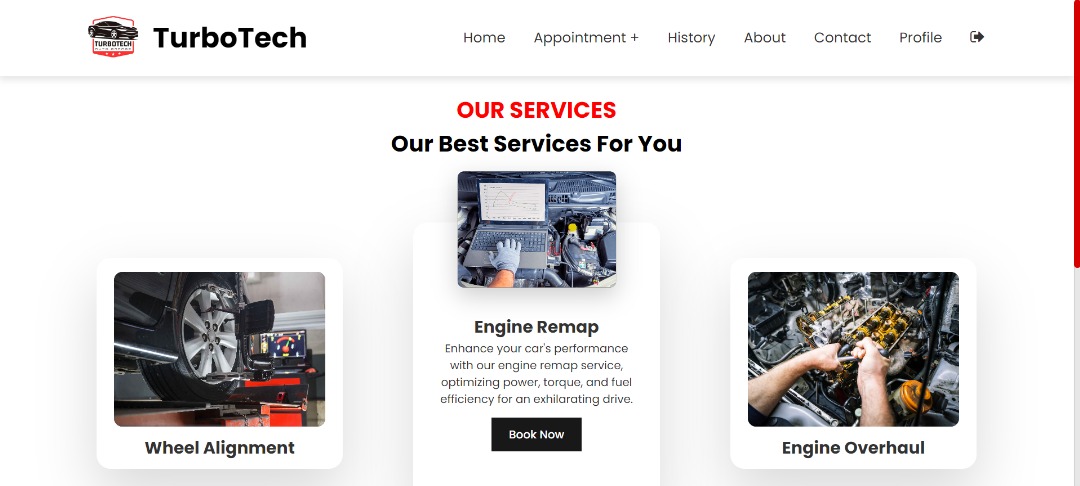 TURBOTECH
TurboTech
Home
Appointment +
History
About
Contact
Profile
OUR SERVICES
Our Best Services For You
Wheel Alignment
Engine Remap
Enhance your car's performance
with our engine remap service,
optimizing power, torque, and fuel
efficiency for an exhilarating drive.
Book Now
Engine Overhaul